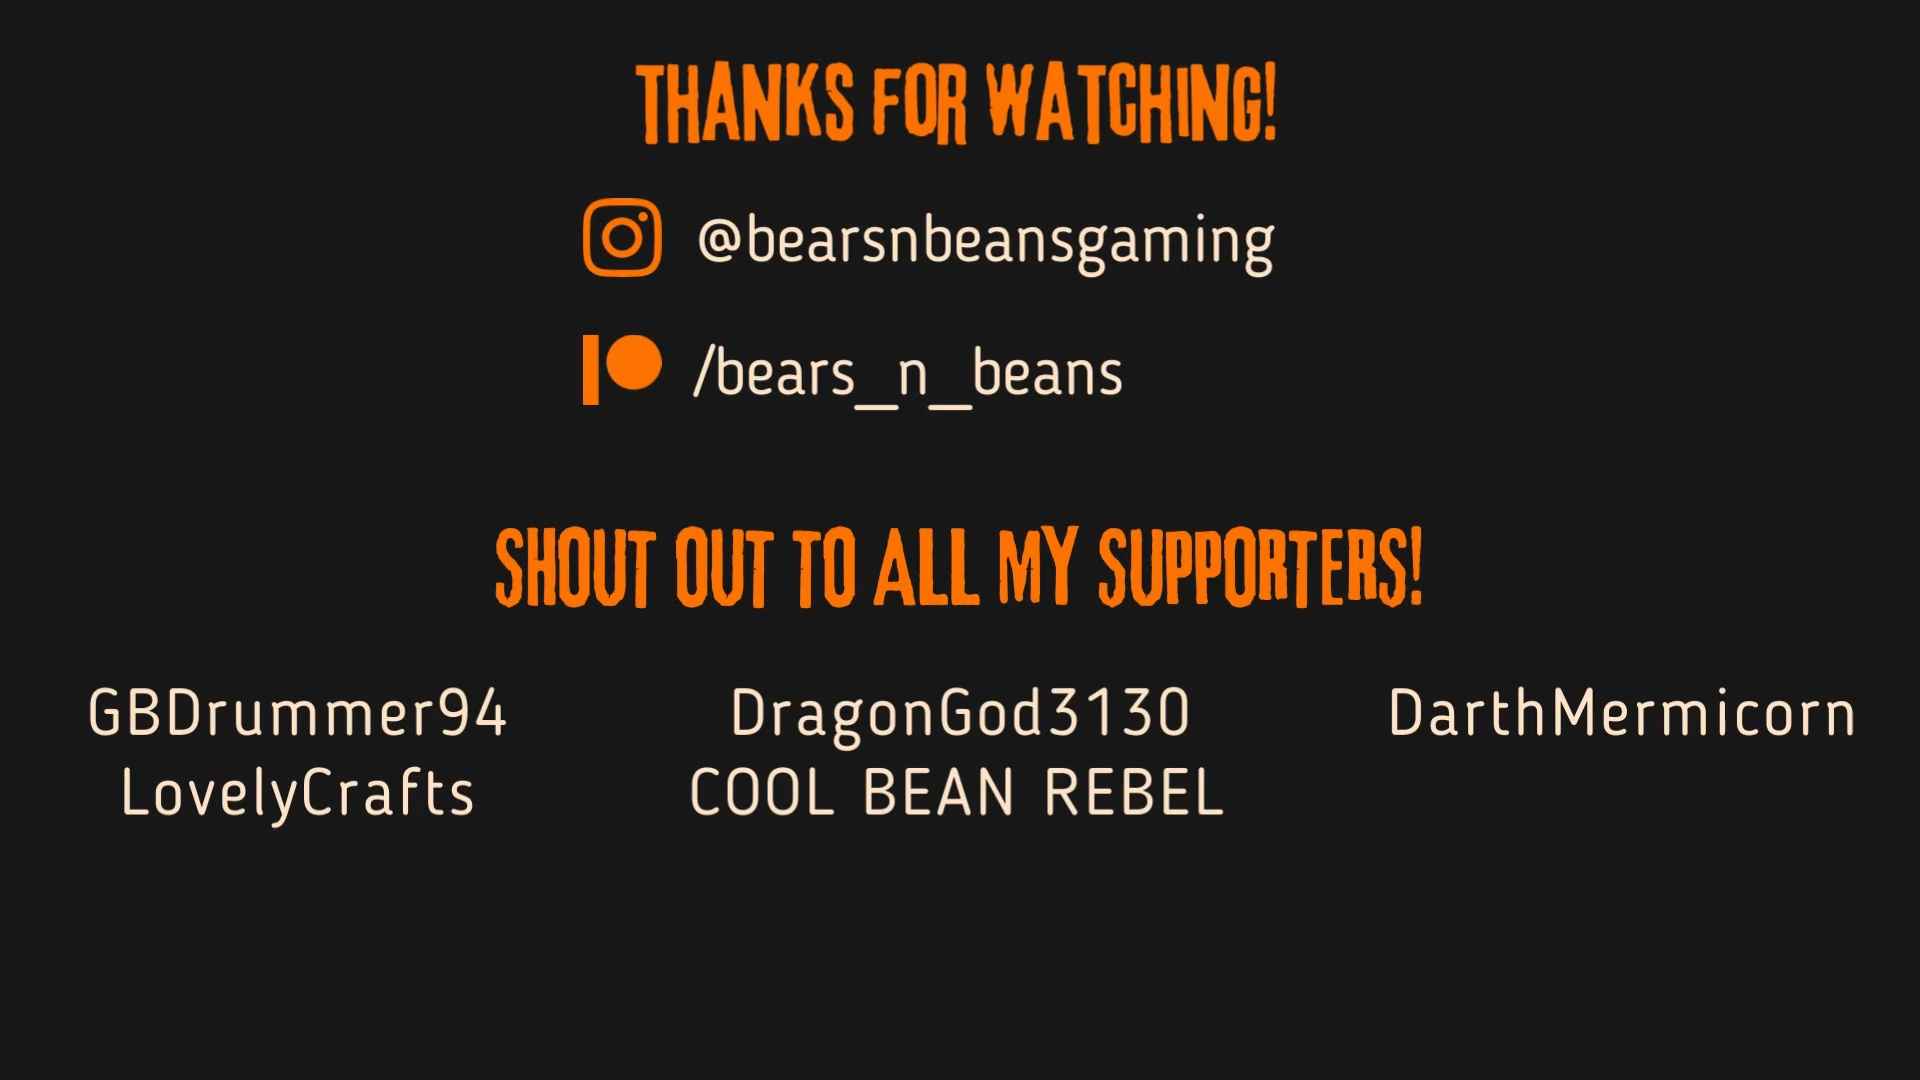 THANKS FOR WATCHING!
@bearsnbeansgaming
/bears_n_beans
SHOUT OUT TO ALL MY SUPPORTERS!
GBDrummer94 DragonGod3130 DarthMermicorn
LovelyCrafts COOL BEAN REBEL